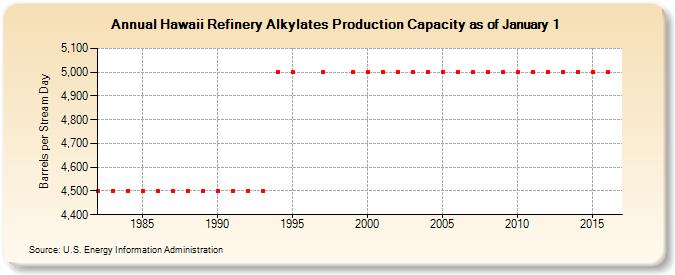 Annual Hawaii Refinery Alkylates Production Capacity as of January 1
Barrels per Stream Day
5,100
5,000
4,900
4,800
4,700
4,600
4,500
4,400
1985 1990 1995 2000 2005 2010 2015
Source: U.S. Energy Information Administration